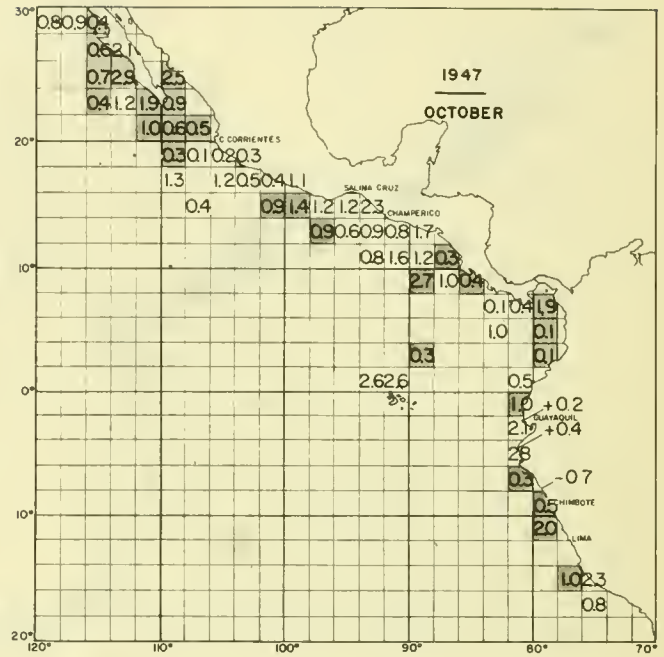 30°
0.8 0.9 0.4
0.6 2.1
0.7 2.9 2.5
1947
0.4 1.2 1.9 0.9
OCTOBER
1.0 0.6 0.5
20°
C. CORRIENTES
0.3 0.1 0.2 0.3
1.3 1.2 0.5 0.4 1.1
SALINA CRUZ
0.4 0.9 1.4 1.2 1.2 2.3
CHAMPERICO
0.9 0.6 0.9 0.8 1.7
0.8 1.6 1.2 0.3
10°
2.7 1.0 0.4
0.1 0.4 1.9
1.0 0.1
0.3 0.1
2.6 2.6 0.5
0°
1.0 +0.2
GUAYAQUIL
2.1 +0.4
2.8
0.3 -0.7
0.5 CHIMBOTE
10°
2.0
LIMA
1.0 2.3
0.8
20°
120° 110° 100° 90° 80° 70°